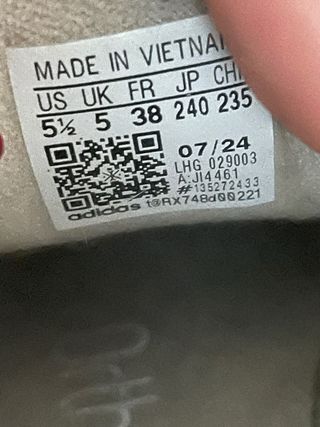 MADE IN VIETNA
US UK FR JP CH
5½ 5 38 240 235
07/24
LHG 029003
A:JI4461
#135272433
adidas t@RX748d00221